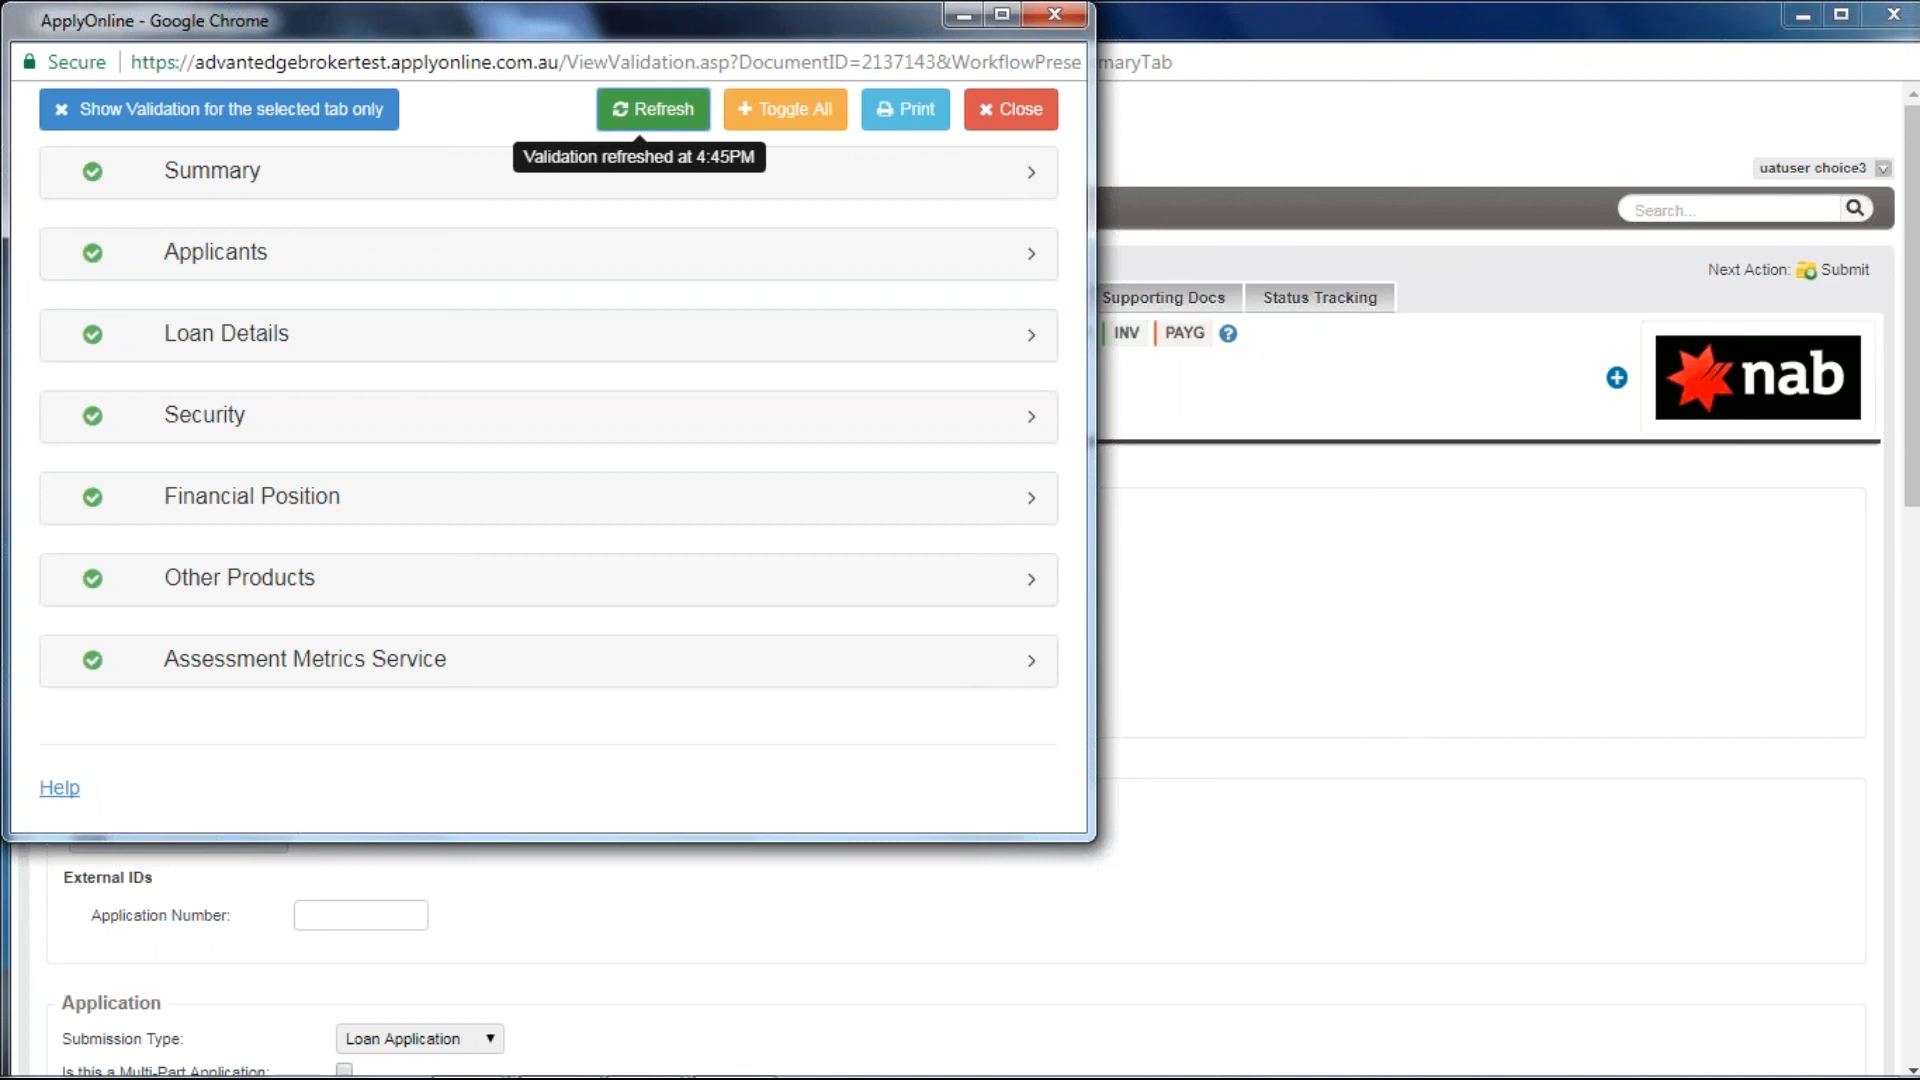 ApplyOnline - Google Chrome
Secure https://advantedgebrokertest.applyonline.com.au/ViewValidation.asp?DocumentID=2137143&WorkflowPrese maryTab
Show Validation for the selected tab only Refresh Toggle All Print Close
Validation refreshed at 4:45PM
Summary
Applicants
Loan Details
Security
Financial Position
Other Products
Assessment Metrics Service
Help
uatuser choice3
Search...
Next Action: Submit
Supporting Docs Status Tracking
INV PAYG ?
nab
External IDs
Application Number:
Application
Submission Type: Loan Application
Is this a Multi-Part Application: